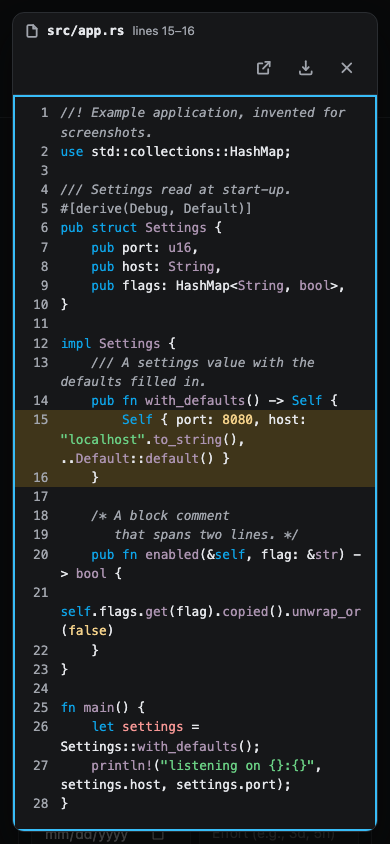 src/app.rs lines 15–16
1 //! Example application, invented for
screenshots.
2 use std::collections::HashMap;
3
4 /// Settings read at start-up.
5 #[derive(Debug, Default)]
6 pub struct Settings {
7 pub port: u16,
8 pub host: String,
9 pub flags: HashMap<String, bool>,
10 }
11
12 impl Settings {
13 /// A settings value with the
defaults filled in.
14 pub fn with_defaults() -> Self {
15 Self { port: 8080, host:
"localhost".to_string(),
..Default::default() }
16 }
17
18 /* A block comment
19 that spans two lines. */
20 pub fn enabled(&self, flag: &str) -
> bool {
21
self.flags.get(flag).copied().unwrap_or
(false)
22 }
23 }
24
25 fn main() {
26 let settings =
Settings::with_defaults();
27 println!("listening on {}:{}",
settings.host, settings.port);
28 }
mm/dd/yyyy Effort (e.g., 3d, 5h)